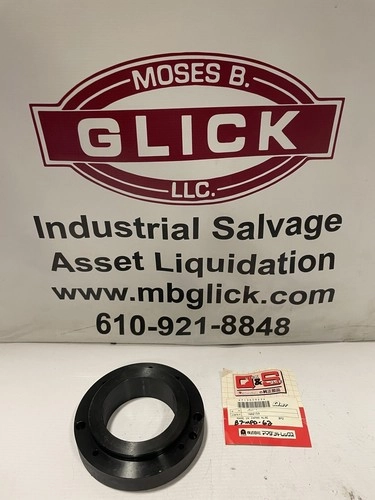 MOSES B.
GLICK
LLC.
Industrial Salvage
Asset Liquidation
www.mbglick.com
610-921-8848